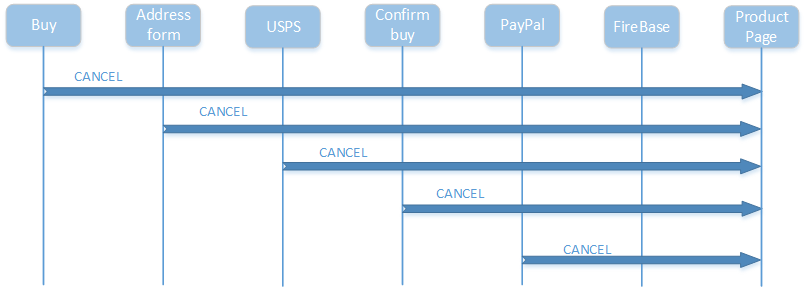 Buy
Address
form
USPS
Confirm
buy
PayPal
FireBase
Product
Page
CANCEL
CANCEL
CANCEL
CANCEL
CANCEL